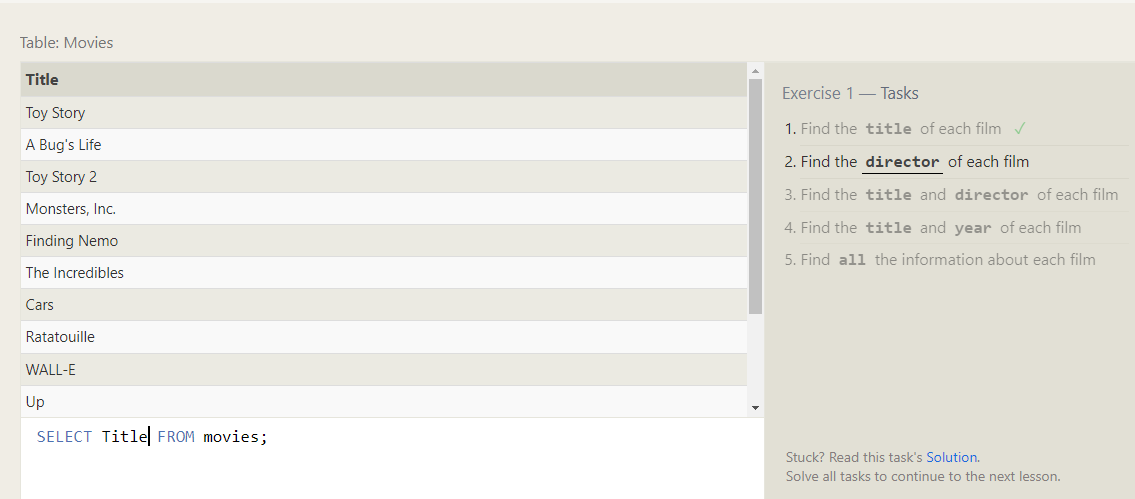 Table: Movies
Title
Toy Story
A Bug's Life
Toy Story 2
Monsters, Inc.
Finding Nemo
The Incredibles
Cars
Ratatouille
WALL-E
Up
SELECT Title FROM movies;
Exercise 1 — Tasks
1. Find the title of each film ✓
2. Find the director of each film
3. Find the title and director of each film
4. Find the title and year of each film
5. Find all the information about each film
Stuck? Read this task's Solution.
Solve all tasks to continue to the next lesson.